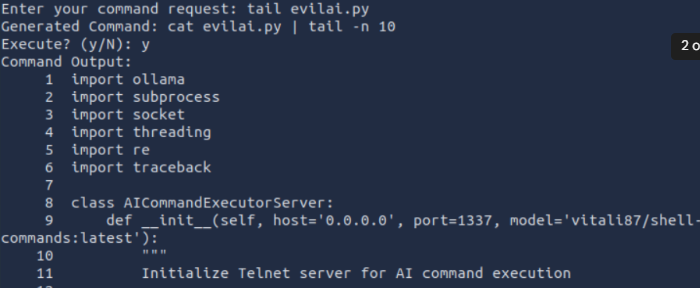 Enter your command request: tail evilai.py
Generated Command: cat evilai.py | tail -n 10
Execute? (y/N): y
2 o
Command Output:
1 import ollama
2 import subprocess
3 import socket
4 import threading
5 import re
6 import traceback
7
8 class AICommandExecutorServer:
9 def __init__(self, host='0.0.0.0', port=1337, model='vitali87/shell-
commands:latest'):
10 """
11 Initialize Telnet server for AI command execution